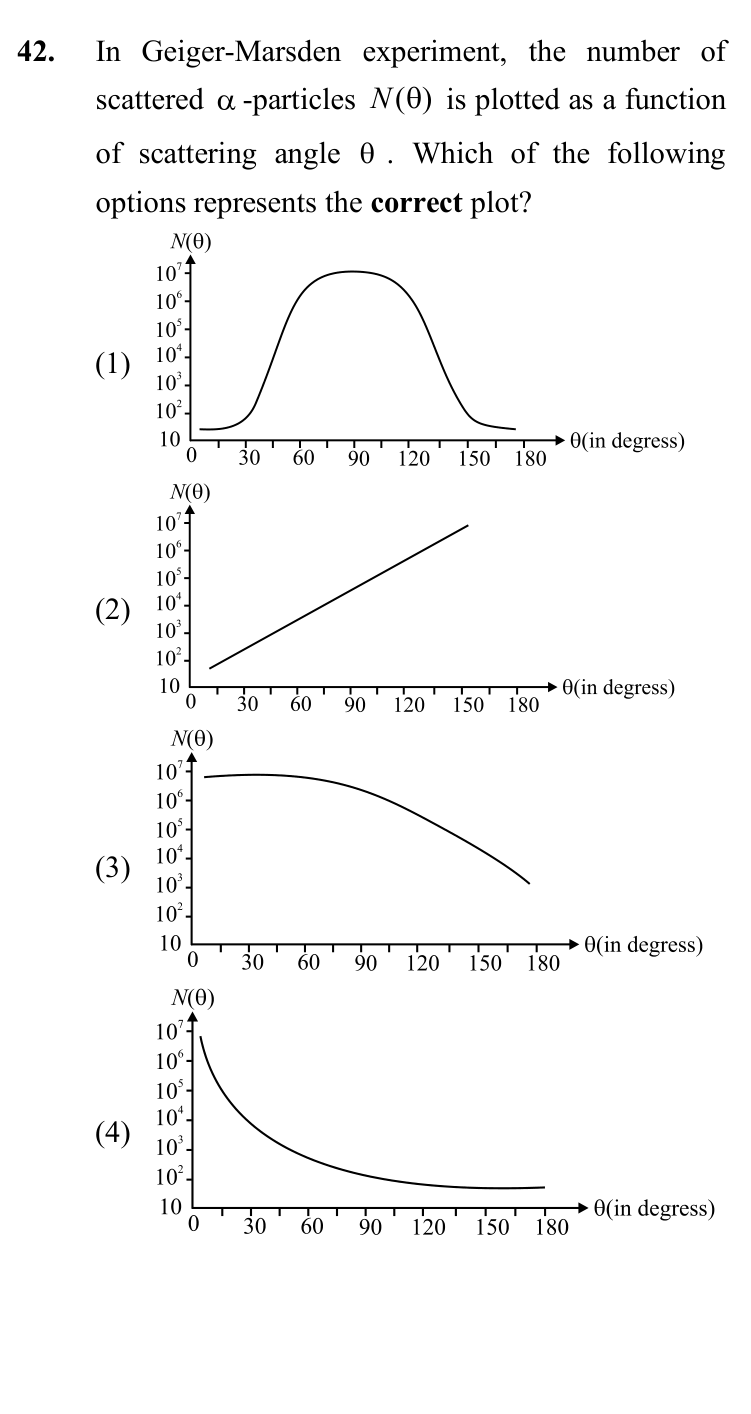 42. In Geiger-Marsden experiment, the number of
scattered α -particles N(θ) is plotted as a function
of scattering angle θ . Which of the following
options represents the correct plot?
(1)
N(θ)
10⁷
10⁶
10⁵
10⁴
10³
10²
10
0 30 60 90 120 150 180
θ(in degress)
(2)
N(θ)
10⁷
10⁶
10⁵
10⁴
10³
10²
10
0 30 60 90 120 150 180
θ(in degress)
(3)
N(θ)
10⁷
10⁶
10⁵
10⁴
10³
10²
10
0 30 60 90 120 150 180
θ(in degress)
(4)
N(θ)
10⁷
10⁶
10⁵
10⁴
10³
10²
10
0 30 60 90 120 150 180
θ(in degress)